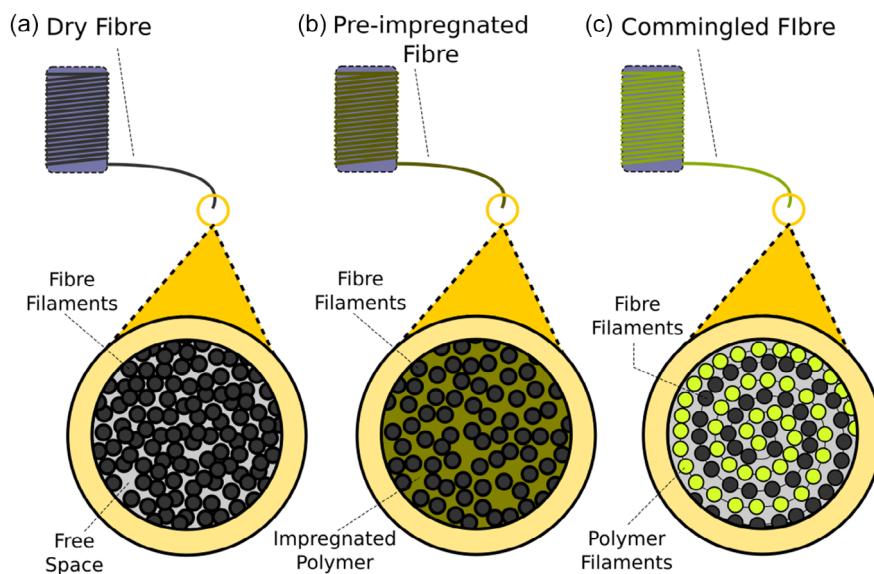 (a) Dry Fibre
Fibre
Filaments
Free
Space
(b) Pre-impregnated
Fibre
Fibre
Filaments
Impregnated
Polymer
(c) Commingled FIbre
Fibre
Filaments
Polymer
Filaments